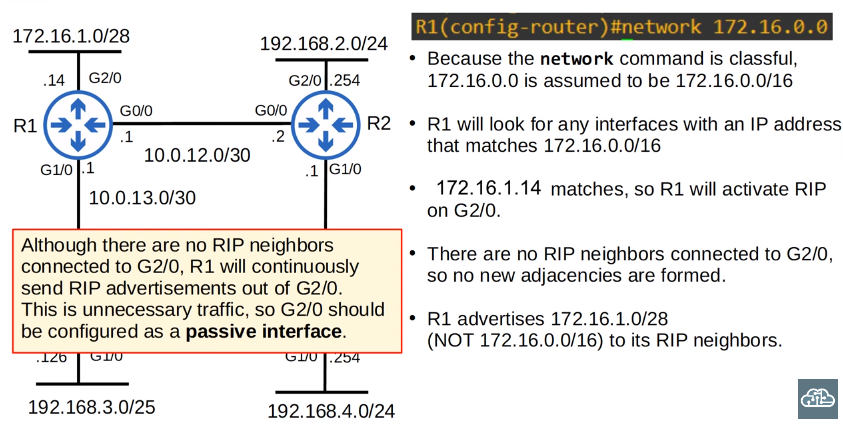 172.16.1.0/28
192.168.2.0/24
.14 G2/0
G2/0 .254
R1
G0/0
G0/0
R2
.1
.2
10.0.12.0/30
G1/0 .1
.1 G1/0
10.0.13.0/30
Although there are no RIP neighbors
connected to G2/0, R1 will continuously
send RIP advertisements out of G2/0.
This is unnecessary traffic, so G2/0 should
be configured as a passive interface.
.126 G1/0
G1/0 .254
192.168.3.0/25
192.168.4.0/24
R1(config-router)#network 172.16.0.0
• Because the network command is classful,
172.16.0.0 is assumed to be 172.16.0.0/16
• R1 will look for any interfaces with an IP address
that matches 172.16.0.0/16
• 172.16.1.14 matches, so R1 will activate RIP
on G2/0.
• There are no RIP neighbors connected to G2/0,
so no new adjacencies are formed.
• R1 advertises 172.16.1.0/28
(NOT 172.16.0.0/16) to its RIP neighbors.